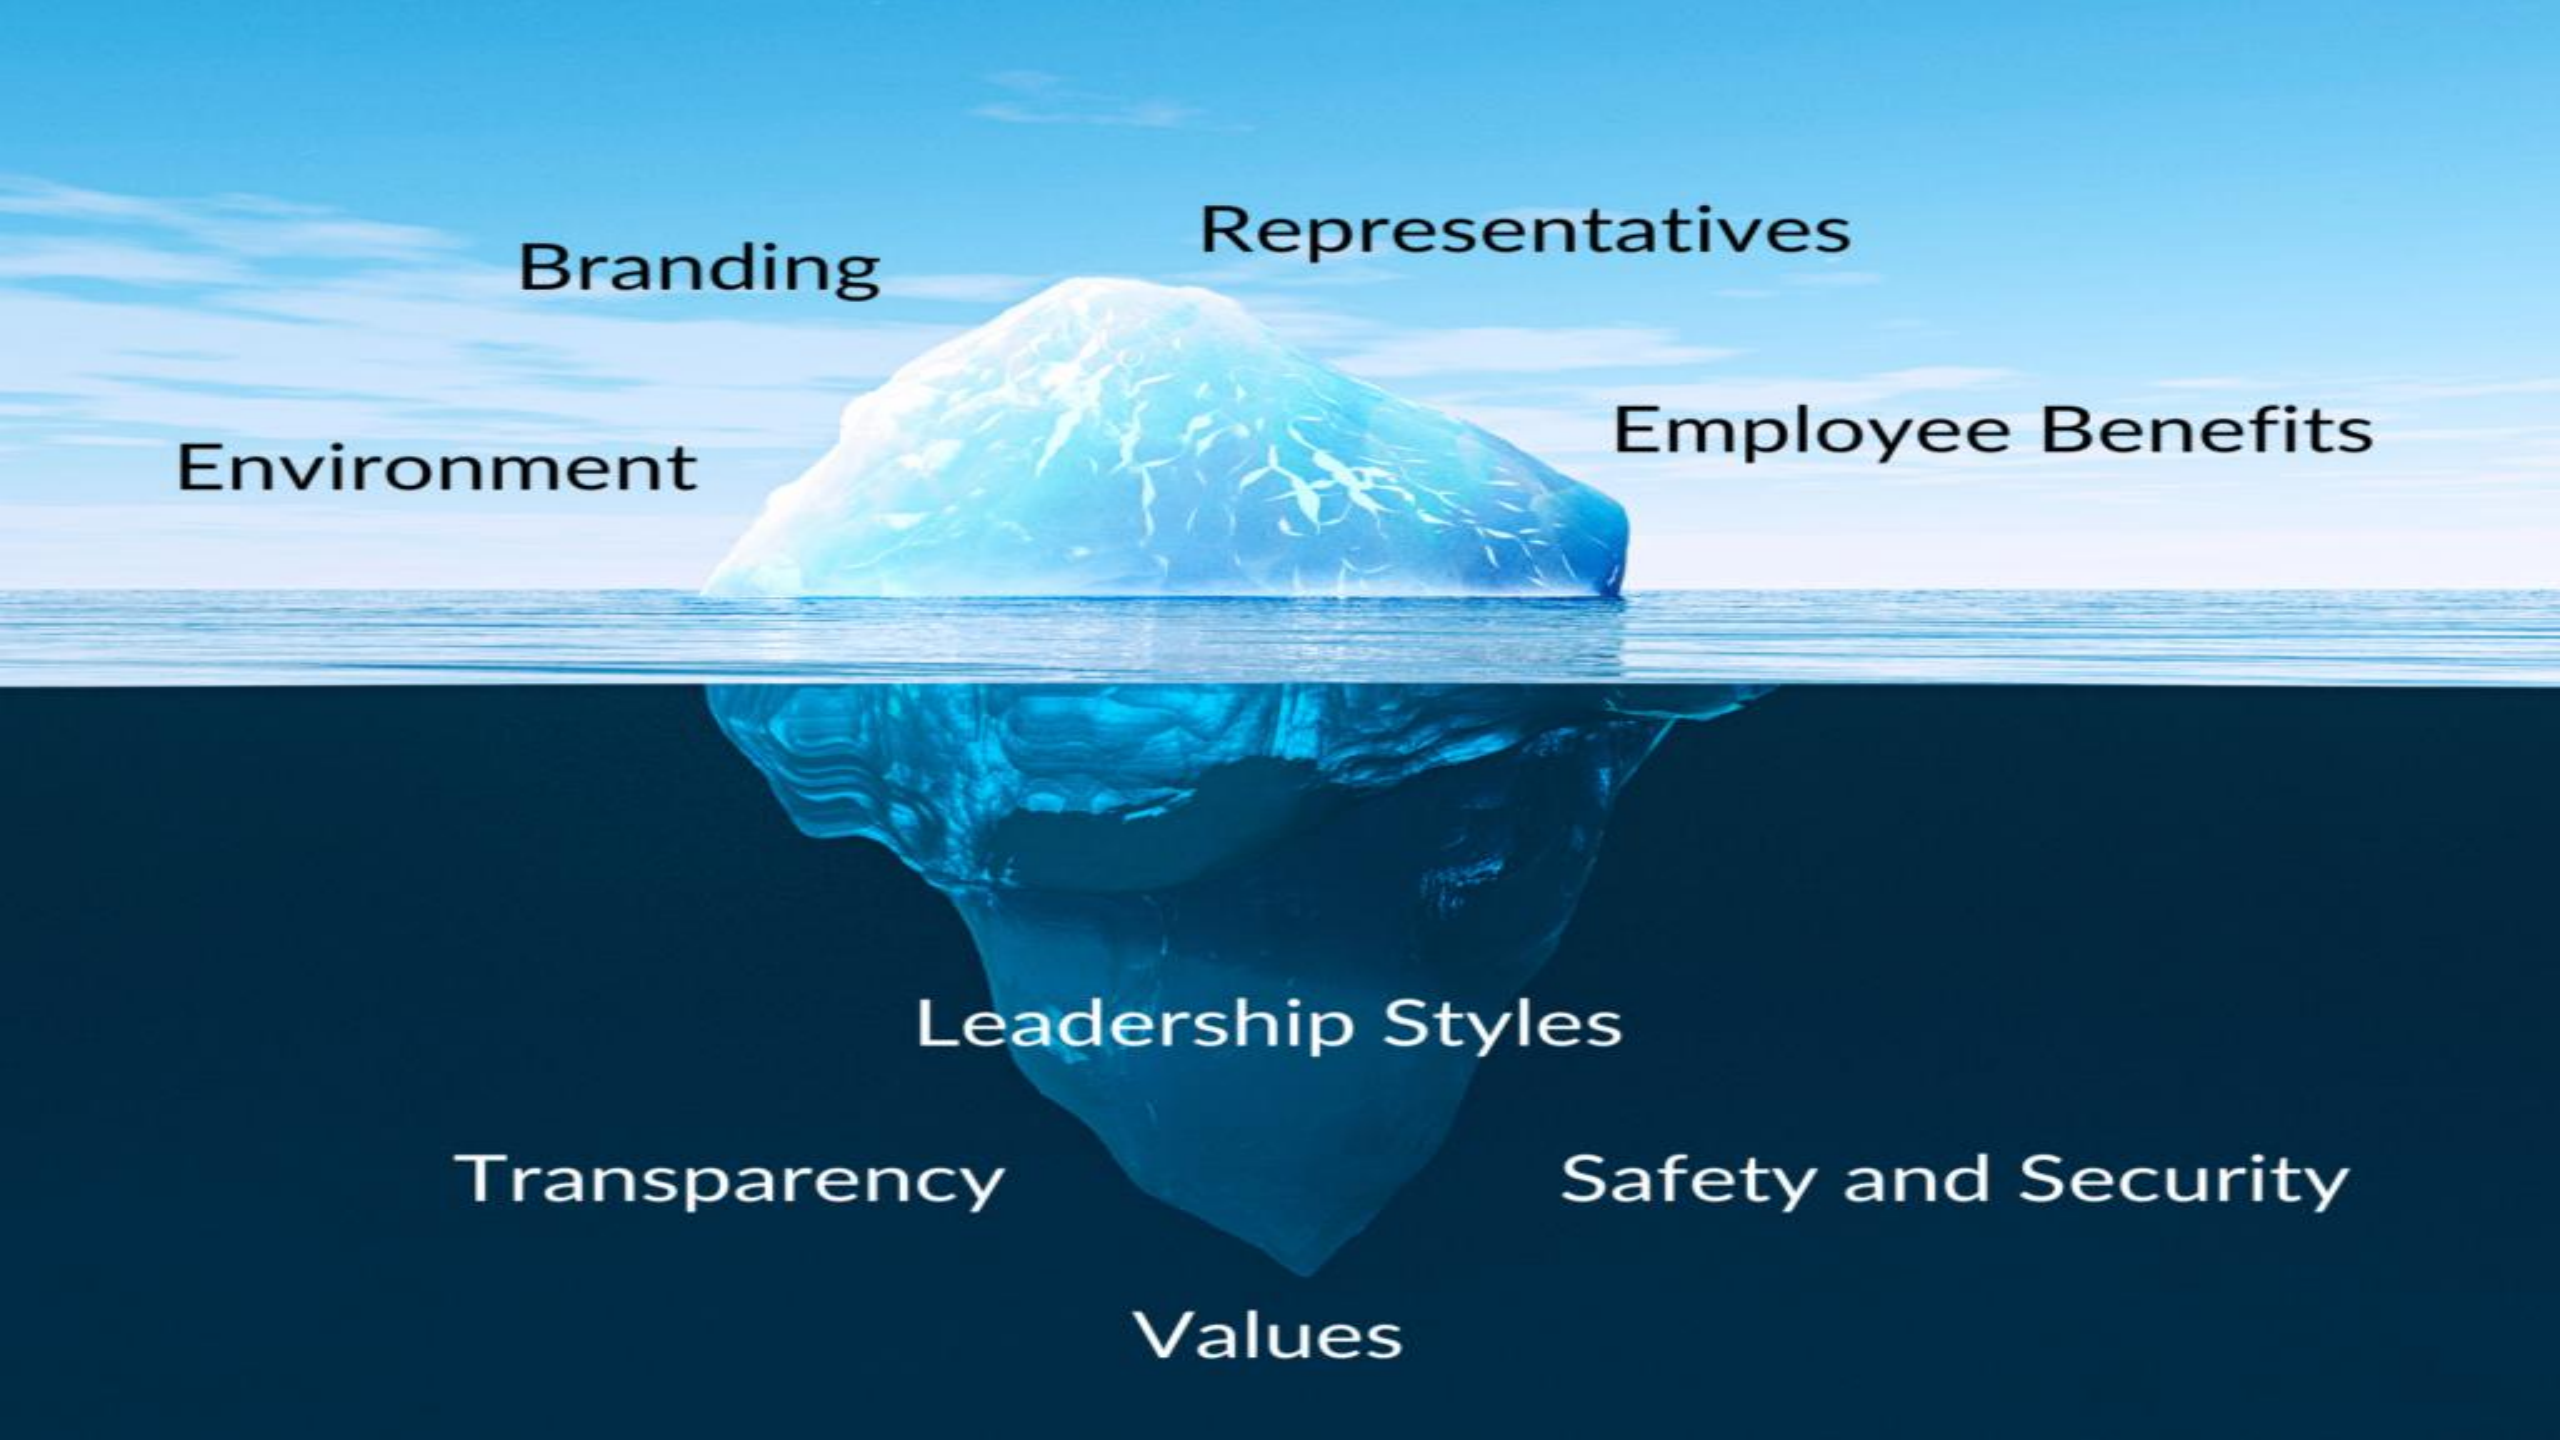 Representatives
Branding
Employee Benefits
Environment
Leadership Styles
Transparency
Safety and Security
Values